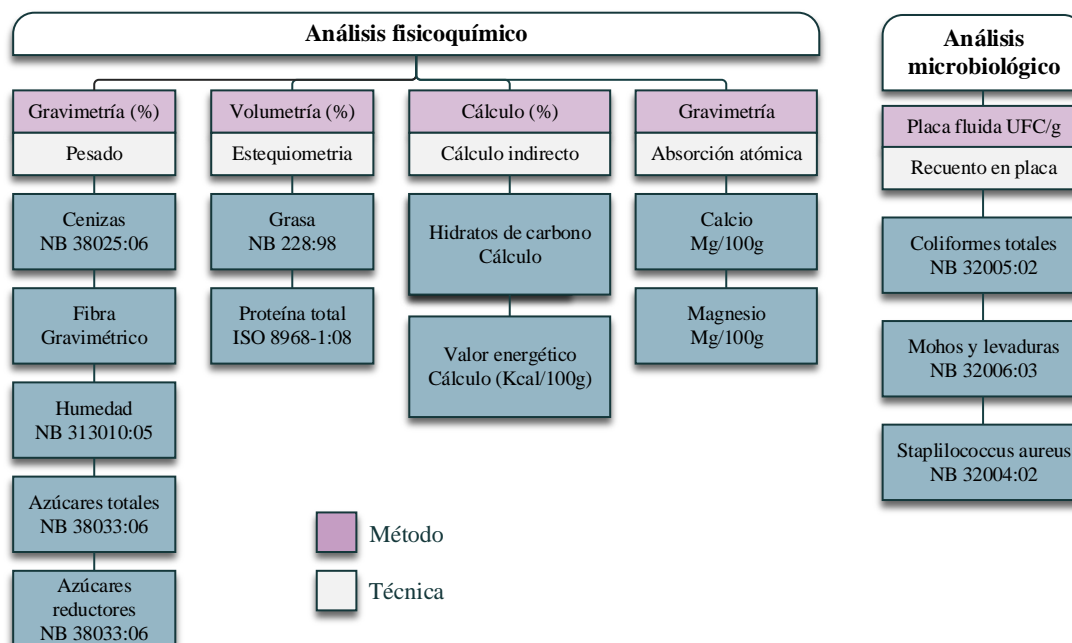 Análisis fisicoquímico
Gravimetría (%)
Pesado
Cenizas
NB 38025:06
Fibra
Gravimétrico
Humedad
NB 313010:05
Azúcares totales
NB 38033:06
Azúcares
reductores
NB 38033:06
Volumetría (%)
Estequiometria
Grasa
NB 228:98
Proteína total
ISO 8968-1:08
Cálculo (%)
Cálculo indirecto
Hidratos de carbono
Cálculo
Valor energético
Cálculo (Kcal/100g)
Gravimetría
Absorción atómica
Calcio
Mg/100g
Magnesio
Mg/100g
Análisis
microbiológico
Placa fluida UFC/g
Recuento en placa
Coliformes totales
NB 32005:02
Mohos y levaduras
NB 32006:03
Staplilococcus aureus
NB 32004:02
Método
Técnica